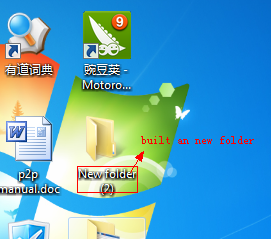 9
有道词典
豌豆荚 -
Motoro...
W
built an new folder
p2p
manual.doc
New folder
(2)